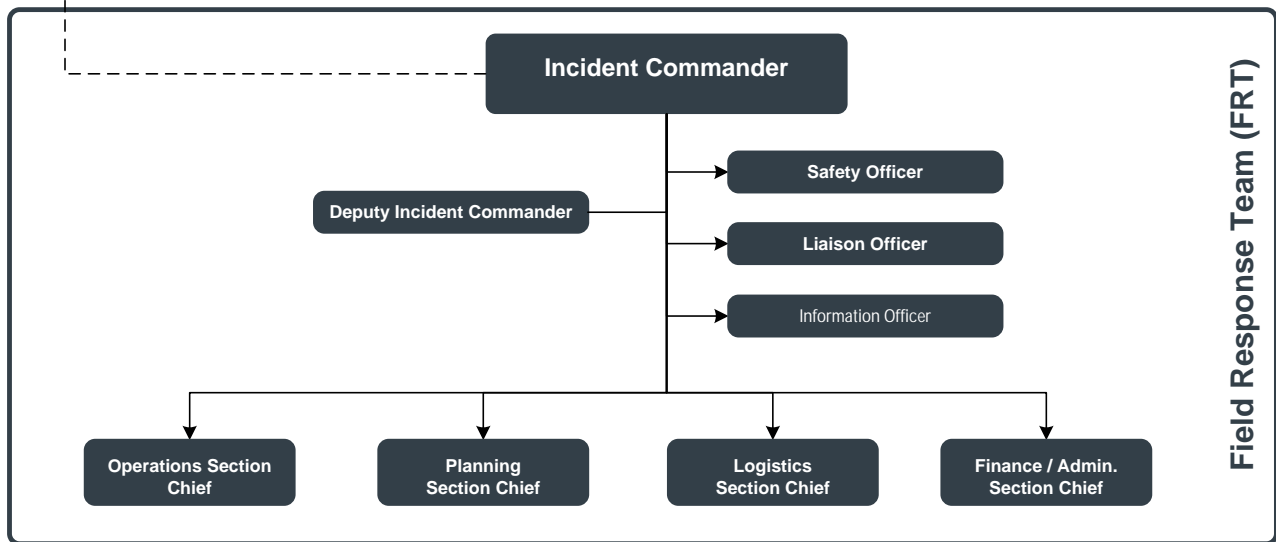 Incident Commander
Safety Officer
Deputy Incident Commander
Liaison Officer
Information Officer
Operations Section
Chief
Planning
Section Chief
Logistics
Section Chief
Finance / Admin.
Section Chief
Field Response Team (FRT)